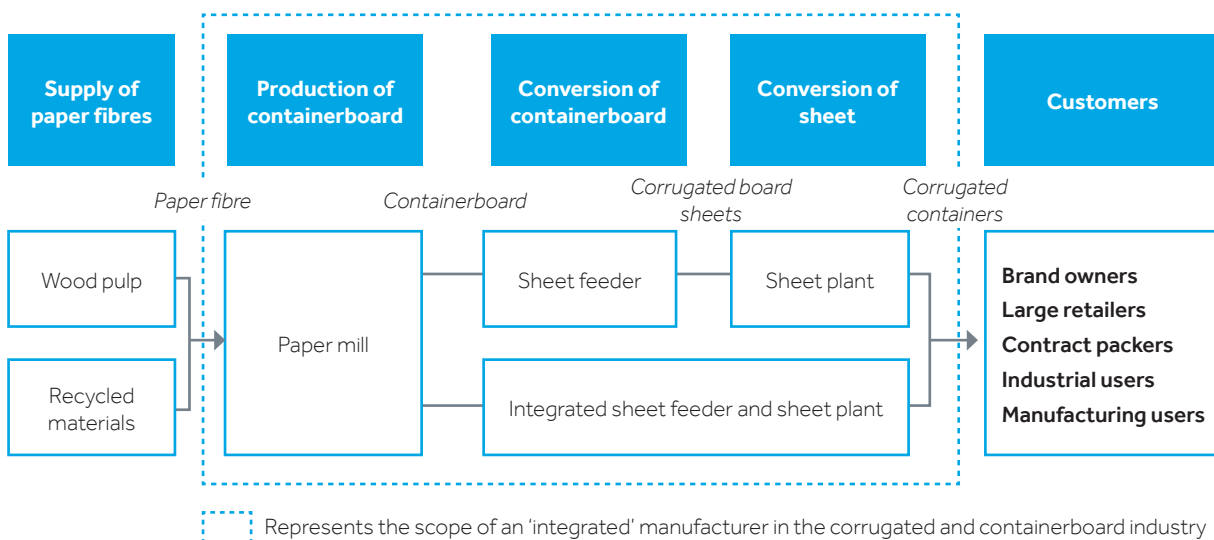 Supply of
paper fibres
Production of
containerboard
Conversion of
containerboard
Conversion of
sheet
Customers
Paper fibre
Containerboard
Corrugated board
sheets
Corrugated
containers
Wood pulp
Recycled
materials
Paper mill
Sheet feeder
Sheet plant
Integrated sheet feeder and sheet plant
Brand owners
Large retailers
Contract packers
Industrial users
Manufacturing users
Represents the scope of an ‘integrated’ manufacturer in the corrugated and containerboard industry